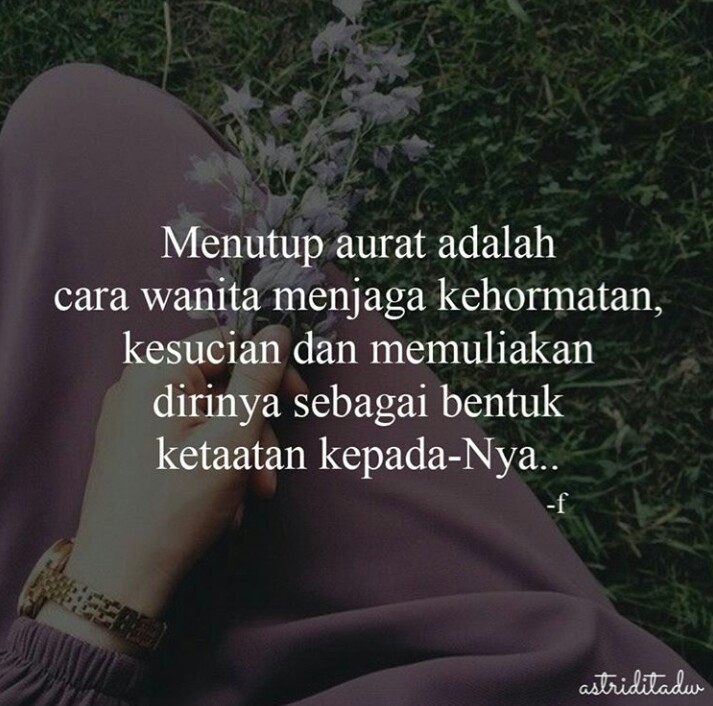 Menutup aurat adalah
cara wanita menjaga kehormatan,
kesucian dan memuliakan
dirinya sebagai bentuk
ketaatan kepada-Nya..
-f
astriditadw